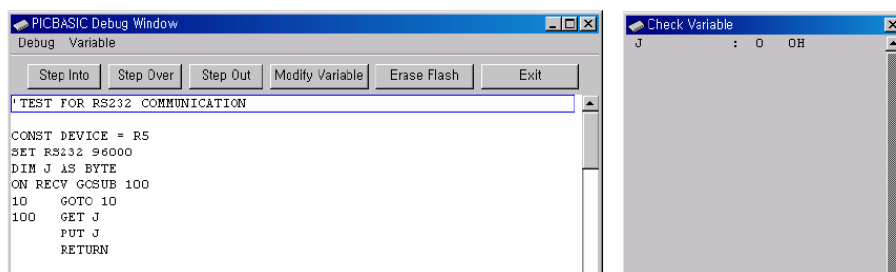 PICBASIC Debug Window
Debug Variable
Step Into Step Over Step Out Modify Variable Erase Flash Exit
'TEST FOR RS232 COMMUNICATION
CONST DEVICE = R5
SET RS232 96000
DIM J AS BYTE
ON RECV GOSUB 100
10 GOTO 10
100 GET J
PUT J
RETURN
Check Variable
J : 0 0H